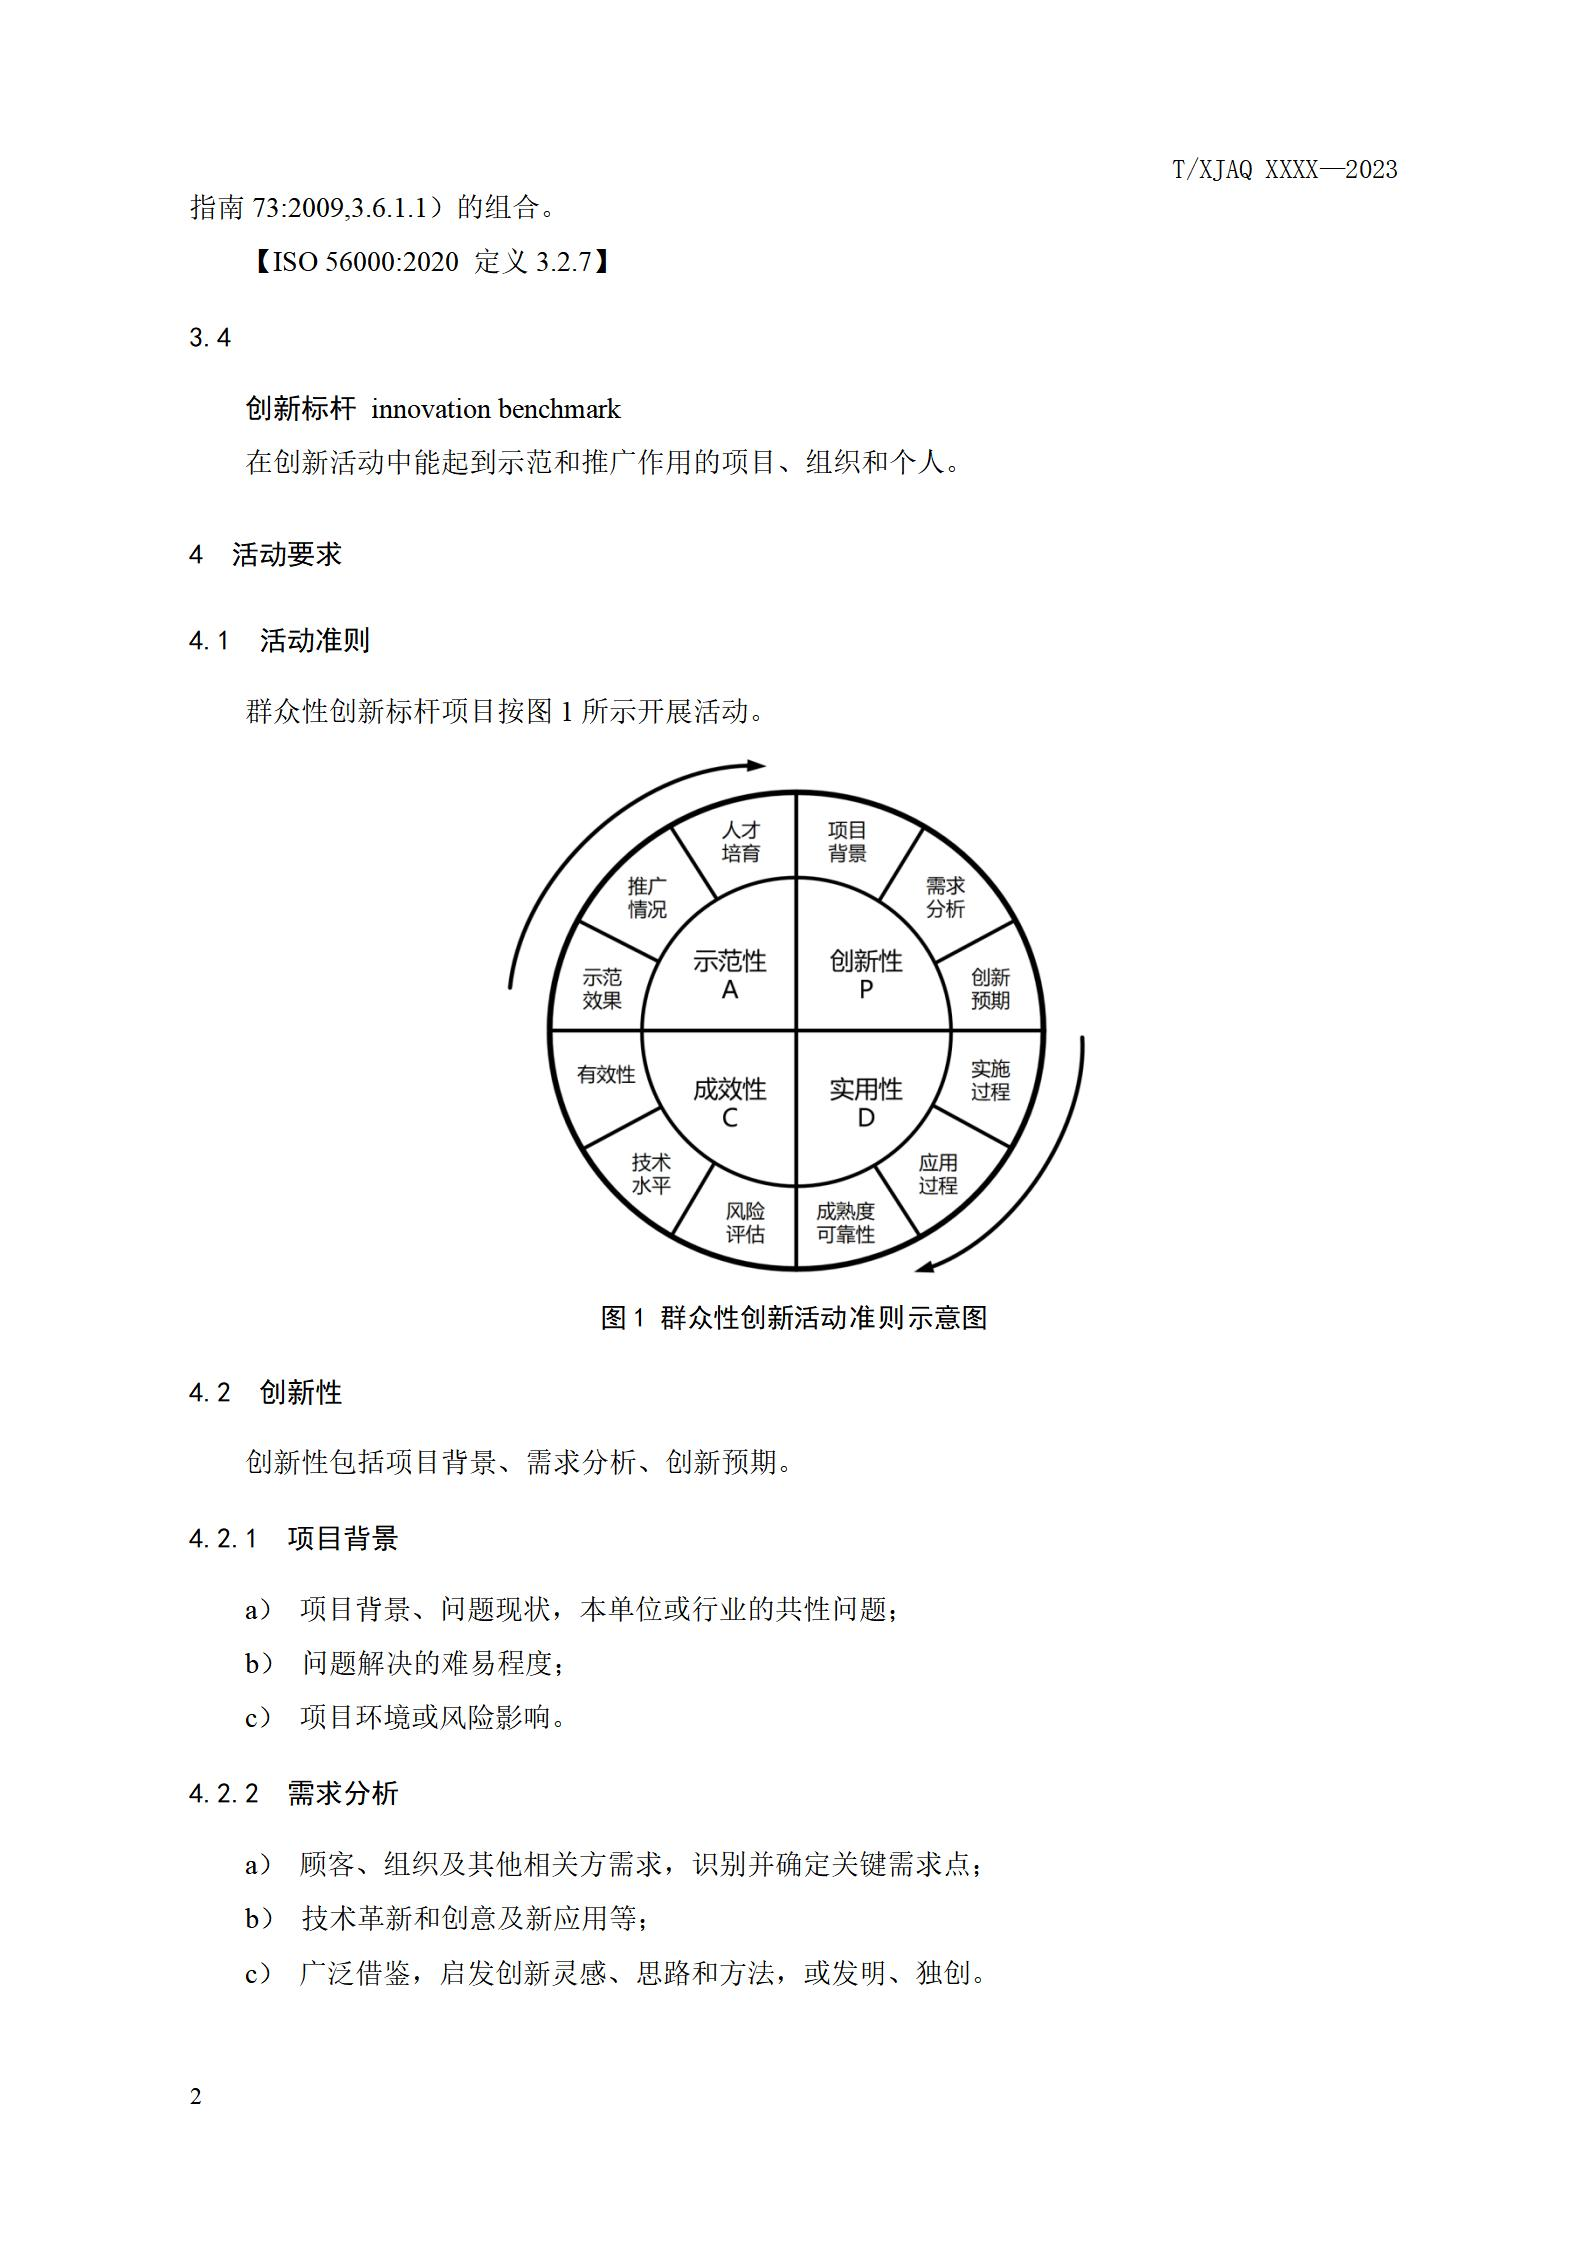 T/XJAQ XXXX—2023
指南 73:2009,3.6.1.1）的组合。
【ISO 56000:2020 定义 3.2.7】
3.4
创新标杆 innovation benchmark
在创新活动中能起到示范和推广作用的项目、组织和个人。
4 活动要求
4.1 活动准则
群众性创新标杆项目按图 1 所示开展活动。
人才
培育
项目
背景
推广
情况
需求
分析
示范性
A
创新性
P
示范
效果
创新
预期
有效性
成效性
C
实用性
D
实施
过程
技术
水平
应用
过程
风险
评估
成熟度
可靠性
图 1 群众性创新活动准则示意图
4.2 创新性
创新性包括项目背景、需求分析、创新预期。
4.2.1 项目背景
a） 项目背景、问题现状，本单位或行业的共性问题；
b） 问题解决的难易程度；
c） 项目环境或风险影响。
4.2.2 需求分析
a） 顾客、组织及其他相关方需求，识别并确定关键需求点；
b） 技术革新和创意及新应用等；
c） 广泛借鉴，启发创新灵感、思路和方法，或发明、独创。
2